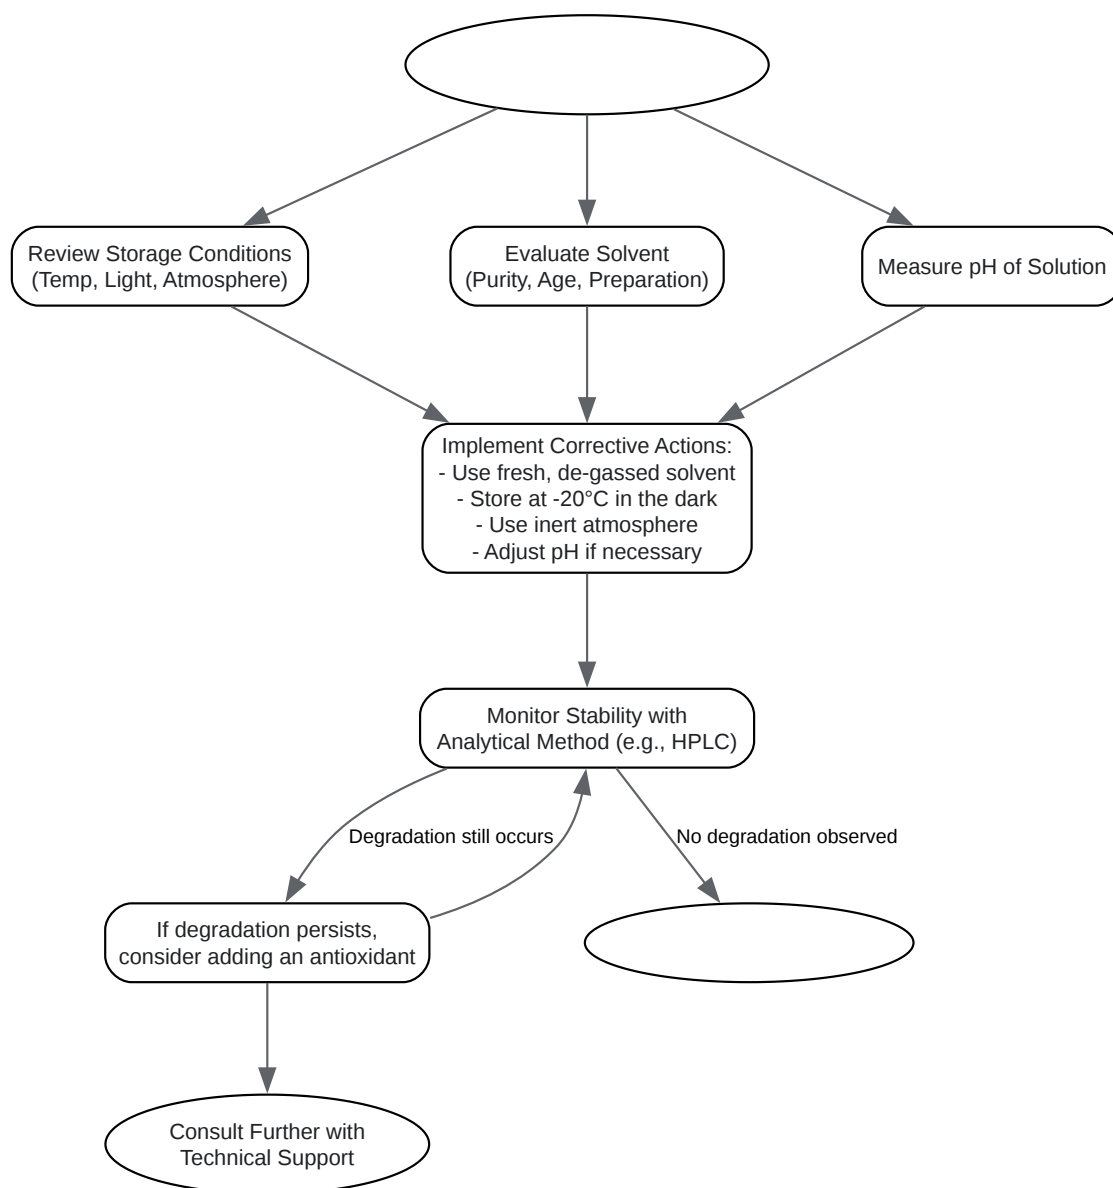 Review Storage Conditions
(Temp, Light, Atmosphere)
Evaluate Solvent
(Purity, Age, Preparation)
Measure pH of Solution
Implement Corrective Actions:
- Use fresh, de-gassed solvent
- Store at -20°C in the dark
- Use inert atmosphere
- Adjust pH if necessary
Monitor Stability with
Analytical Method (e.g., HPLC)
Degradation still occurs
No degradation observed
If degradation persists,
consider adding an antioxidant
Consult Further with
Technical Support